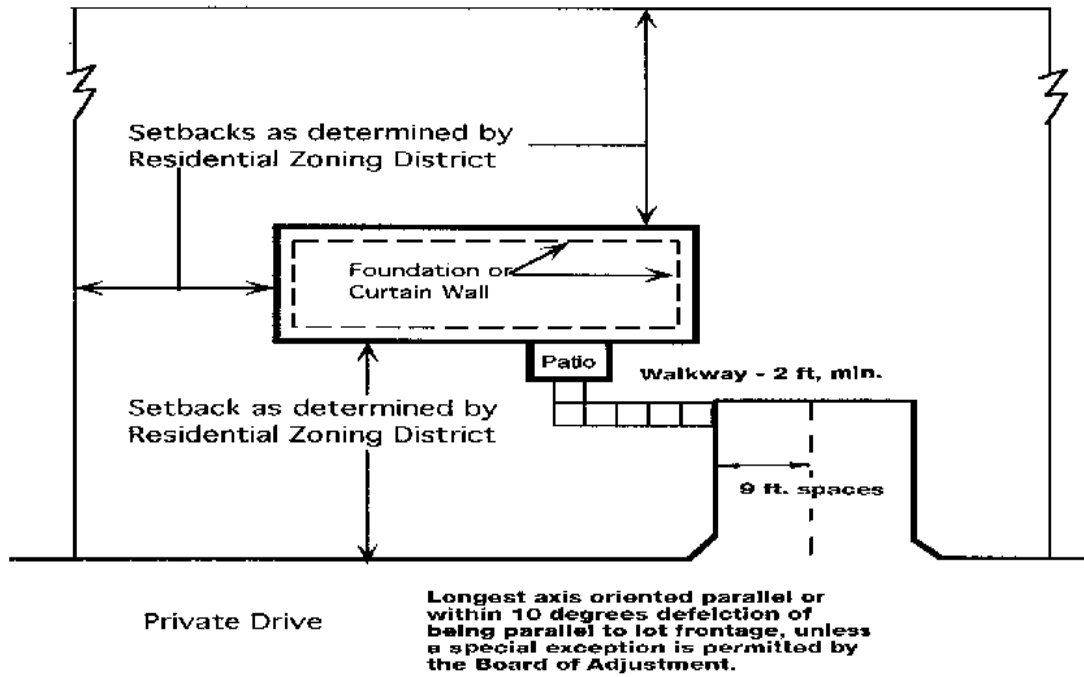 Setbacks as determined by
Residential Zoning District
Foundation or
Curtain Wall
Patio
Walkway - 2 ft, min.
Setback as determined by
Residential Zoning District
9 ft. spaces
Private Drive
Longest axis oriented parallel or
within 10 degrees defelction of
being parallel to lot frontage, unless
a special exception is permitted by
the Board of Adjustment.